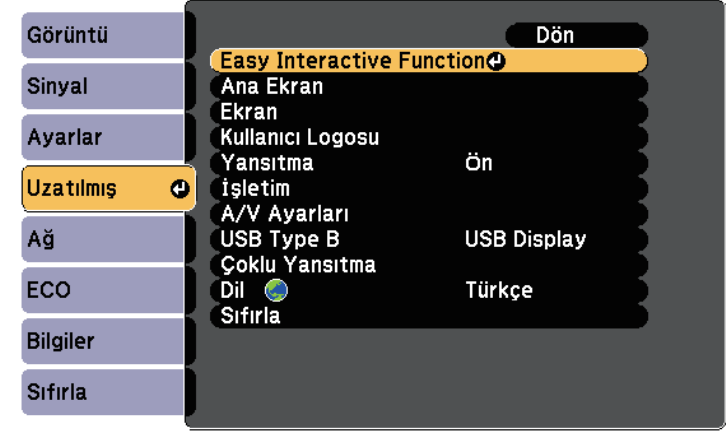 Görüntü
Sinyal
Ayarlar
Uzatılmış
Ağ
ECO
Bilgiler
Sıfırla
Dön
Easy Interactive Function
Ana Ekran
Ekran
Kullanıcı Logosu
Yansıtma Ön
İşletim
A/V Ayarları
USB Type B USB Display
Çoklu Yansıtma
Dil Türkçe
Sıfırla